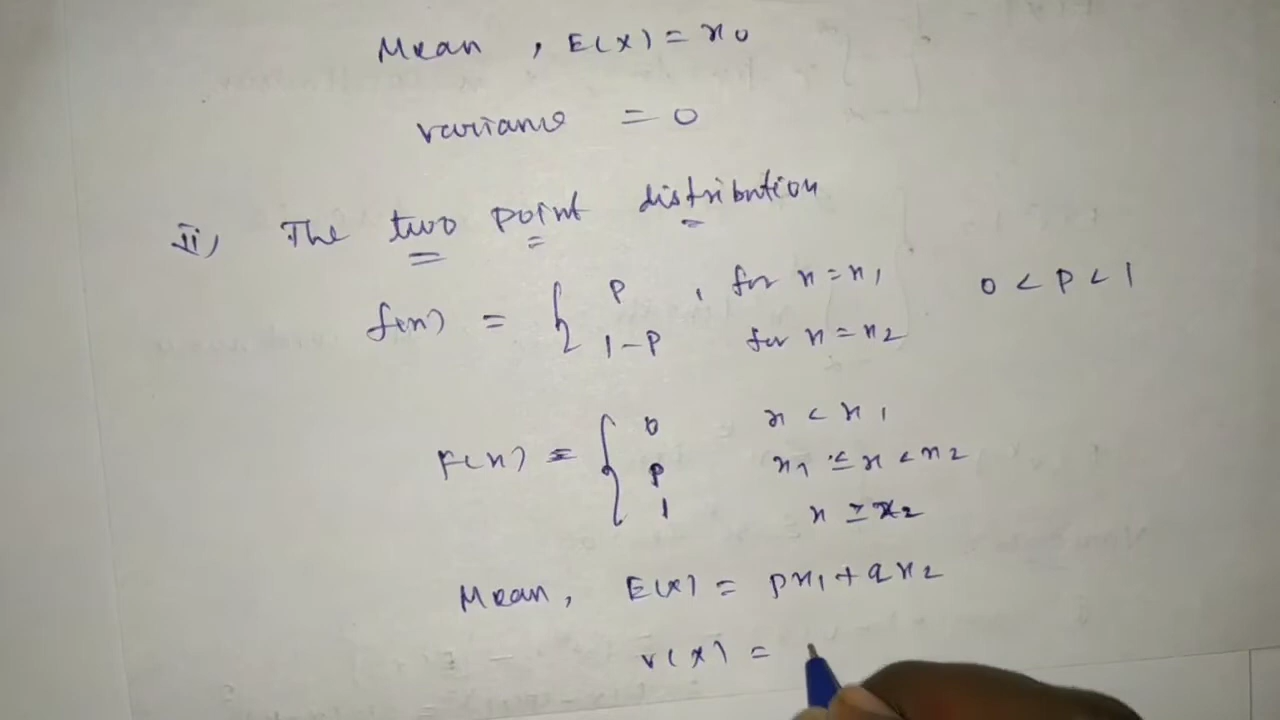 Mean , E(x) = x0
variance = 0
ii) The two point distribution
f(x) = { p , for x = x1 0 < p < 1
1-p for x = x2
F(x) = { 0 x < x1
p x1 ≤ x < x2
1 x ≥ x2
Mean, E(x) = px1 + qx2
v(x) =